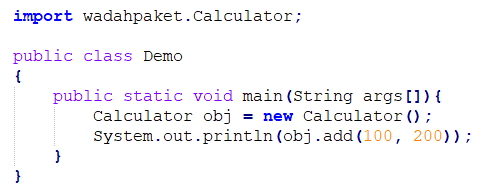 import wadahpaket.Calculator;
public class Demo
{
public static void main(String args[]){
Calculator obj = new Calculator();
System.out.println(obj.add(100, 200));
}
}